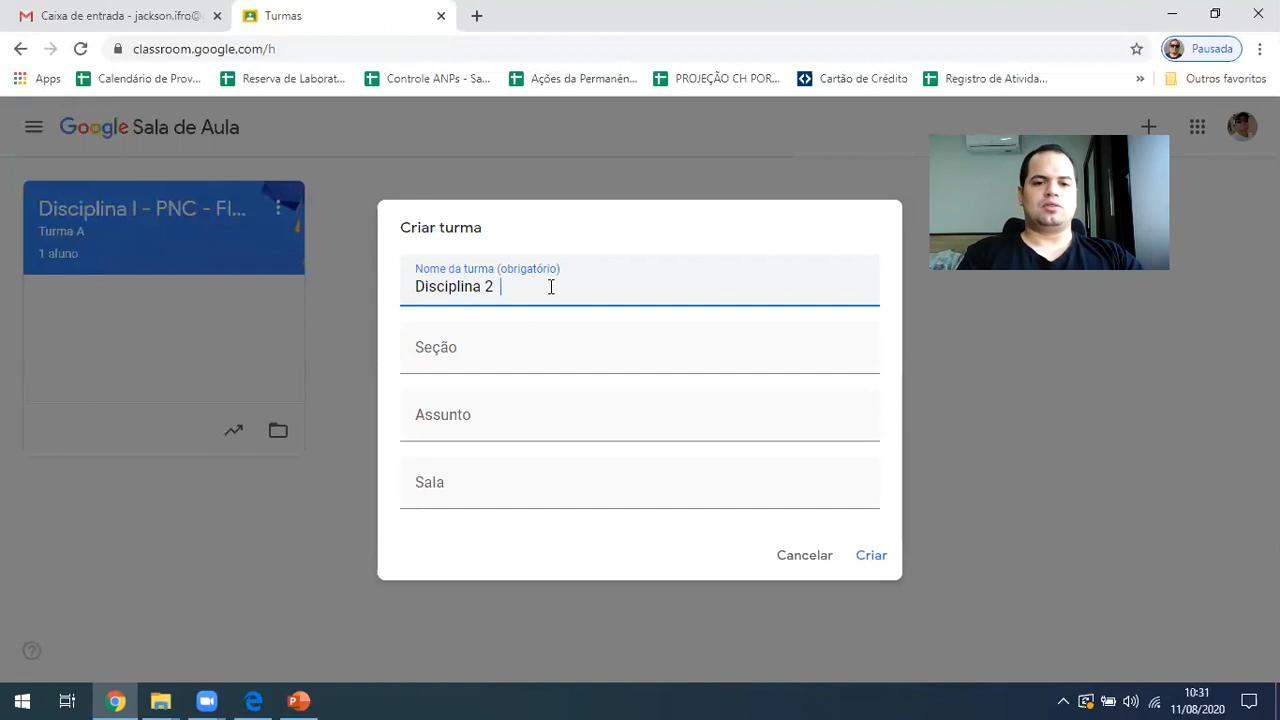 Caixa de entrada - jackson.ifro@
Turmas
classroom.google.com/h
Pausada
Apps
Calendário de Prov...
Reserva de Laborat...
Controle ANPs - Sa...
Ações da Permanên...
PROJEÇÃO CH POR...
Cartão de Crédito
Registro de Ativida...
»
Outros favoritos
Google Sala de Aula
Disciplina I - PNC - Fl...
Turma A
1 aluno
Criar turma
Nome da turma (obrigatório)
Disciplina 2
Seção
Assunto
Sala
Cancelar
Criar
10:31
11/08/2020